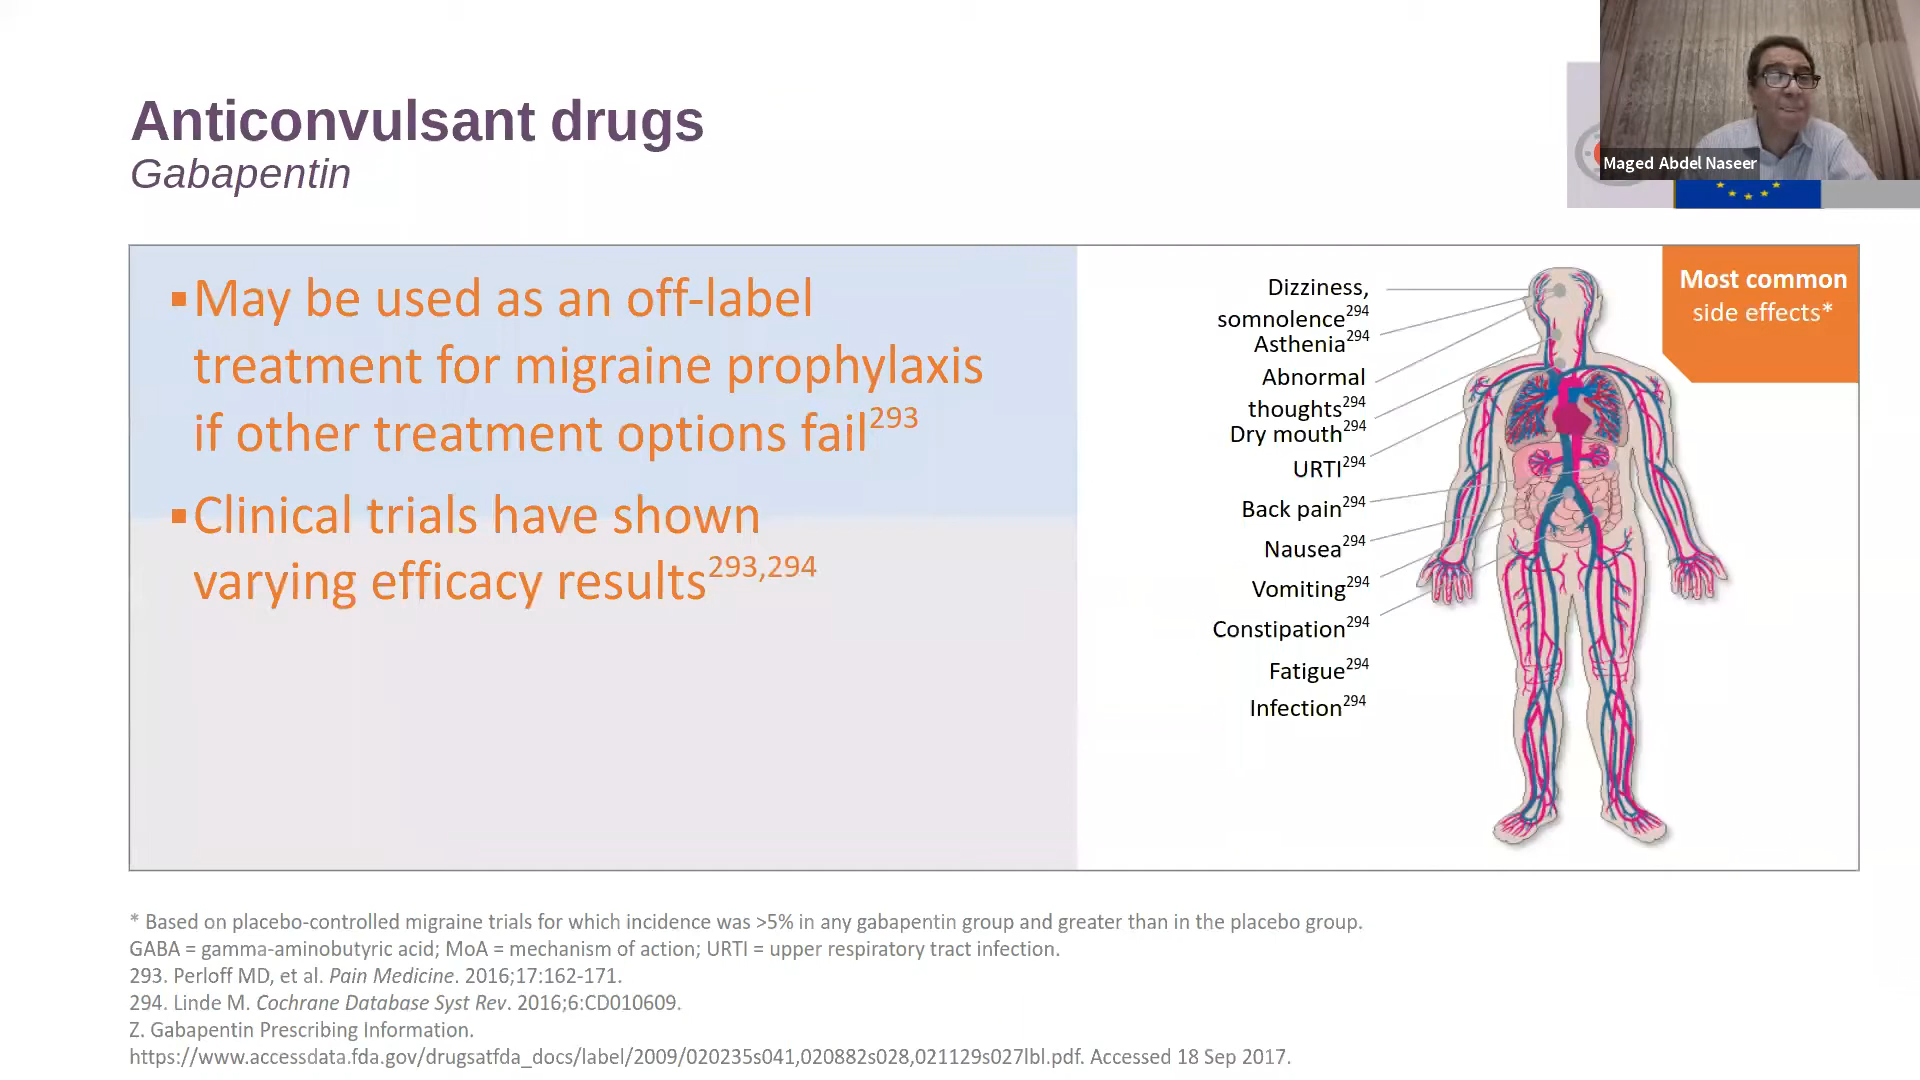 Anticonvulsant drugs
Gabapentin
Maged Abdel Naseer
▪May be used as an off-label
treatment for migraine prophylaxis
if other treatment options fail293
▪Clinical trials have shown
varying efficacy results293,294
Most common
side effects*
Dizziness,
somnolence294
Asthenia294
Abnormal
thoughts294
Dry mouth294
URTI294
Back pain294
Nausea294
Vomiting294
Constipation294
Fatigue294
Infection294
* Based on placebo-controlled migraine trials for which incidence was >5% in any gabapentin group and greater than in the placebo group.
GABA = gamma-aminobutyric acid; MoA = mechanism of action; URTI = upper respiratory tract infection.
293. Perloff MD, et al. Pain Medicine. 2016;17:162-171.
294. Linde M. Cochrane Database Syst Rev. 2016;6:CD010609.
Z. Gabapentin Prescribing Information.
https://www.accessdata.fda.gov/drugsatfda_docs/label/2009/020235s041,020882s028,021129s027lbl.pdf. Accessed 18 Sep 2017.